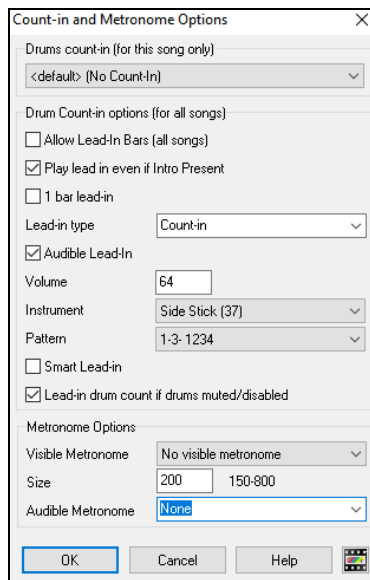 Count-in and Metronome Options
Drums count-in (for this song only)
<default> (No Count-In)
Drum Count-in options (for all songs)
Allow Lead-In Bars (all songs)
Play lead in even if Intro Present
1 bar lead-in
Lead-in type Count-in
Audible Lead-In
Volume 64
Instrument Side Stick (37)
Pattern 1-3- 1234
Smart Lead-in
Lead-in drum count if drums muted/disabled
Metronome Options
Visible Metronome No visible metronome
Size 200 150-800
Audible Metronome None
OK Cancel Help